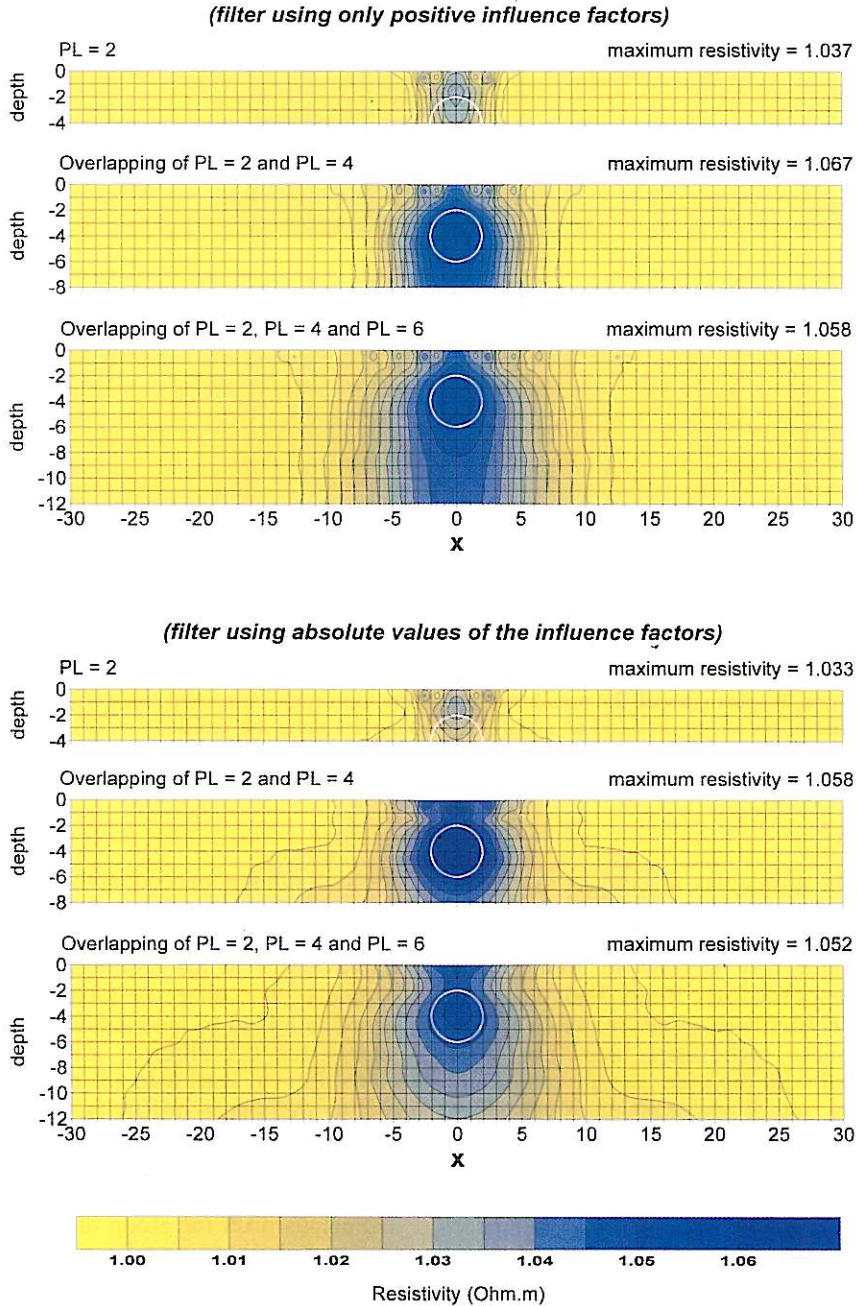 (filter using only positive influence factors)
PL = 2 maximum resistivity = 1.037
depth
0
-2
-4
Overlapping of PL = 2 and PL = 4 maximum resistivity = 1.067
depth
0
-2
-4
-6
-8
Overlapping of PL = 2, PL = 4 and PL = 6 maximum resistivity = 1.058
depth
0
-2
-4
-6
-8
-10
-12
-30 -25 -20 -15 -10 -5 0 5 10 15 20 25 30
X
(filter using absolute values of the influence factors)
PL = 2 maximum resistivity = 1.033
depth
0
-2
-4
Overlapping of PL = 2 and PL = 4 maximum resistivity = 1.058
depth
0
-2
-4
-6
-8
Overlapping of PL = 2, PL = 4 and PL = 6 maximum resistivity = 1.052
depth
0
-2
-4
-6
-8
-10
-12
-30 -25 -20 -15 -10 -5 0 5 10 15 20 25 30
X
1.00 1.01 1.02 1.03 1.04 1.05 1.06
Resistivity (Ohm.m)